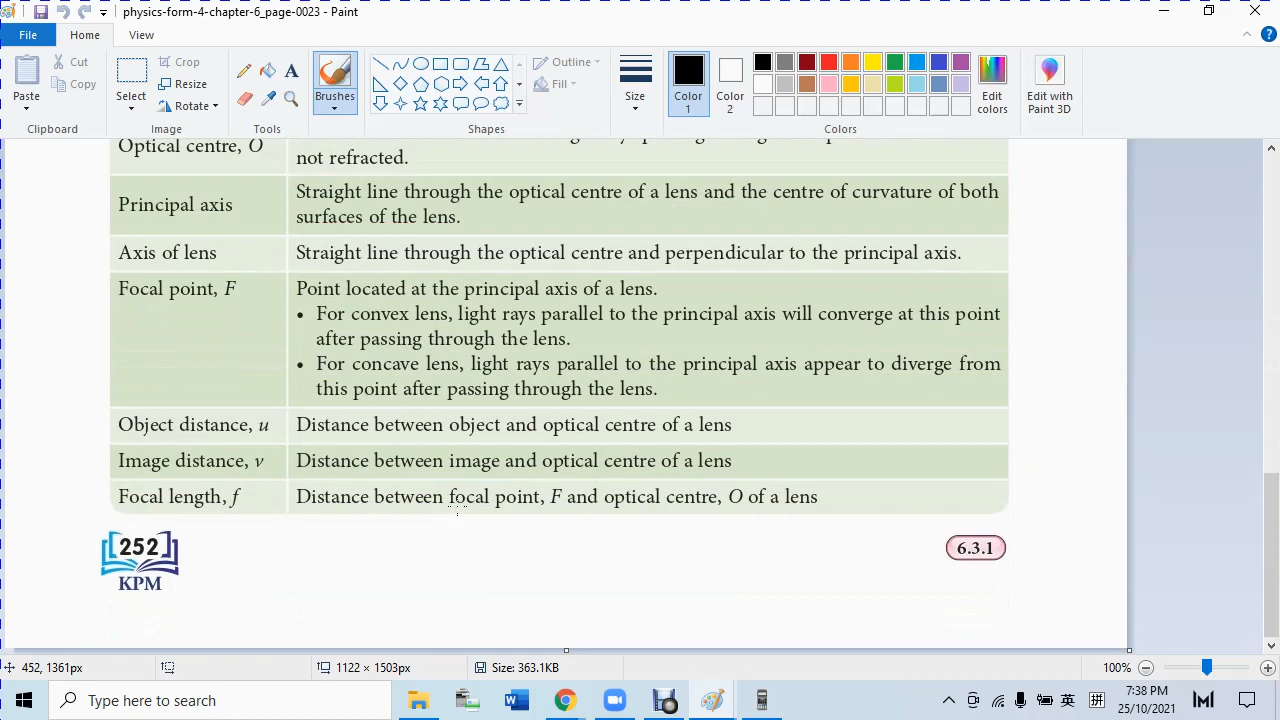 physics-form-4-chapter-6_page-0023 - Paint
File Home View
Paste
Cut
Copy
Clipboard
Select
Crop
Resize
Rotate
Image
A
Tools
Brushes
Outline
Fill
Shapes
Size
Color 1
Color 2
Edit colors
Colors
Edit with Paint 3D
Optical centre, O
not refracted.
Principal axis
Straight line through the optical centre of a lens and the centre of curvature of both
surfaces of the lens.
Axis of lens
Straight line through the optical centre and perpendicular to the principal axis.
Focal point, F
Point located at the principal axis of a lens.
• For convex lens, light rays parallel to the principal axis will converge at this point
after passing through the lens.
• For concave lens, light rays parallel to the principal axis appear to diverge from
this point after passing through the lens.
Object distance, u
Distance between object and optical centre of a lens
Image distance, v
Distance between image and optical centre of a lens
Focal length, f
Distance between focal point, F and optical centre, O of a lens
252
KPM
6.3.1
452, 1361px
1122 × 1503px
Size: 363.1KB
100%
Type here to search
英
拼
7:38 PM
25/10/2021